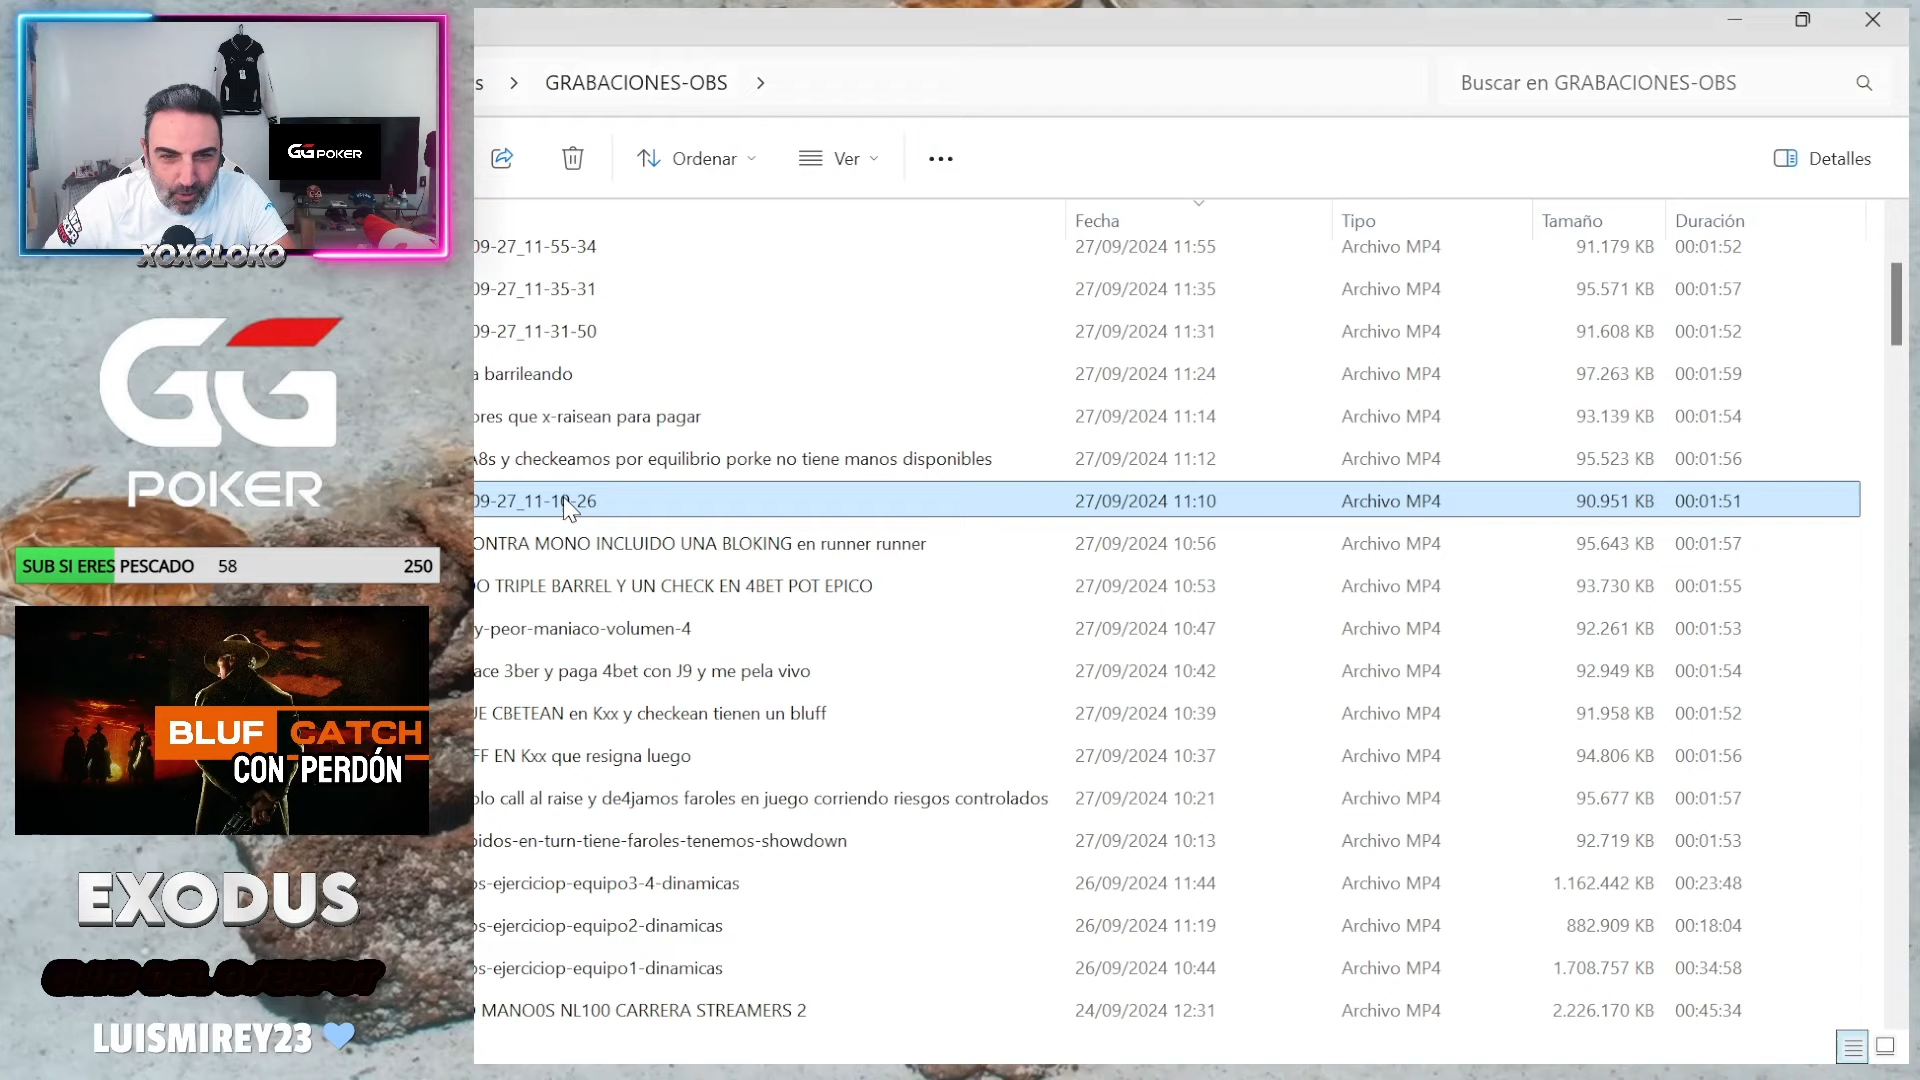 GG POKER
XOXOLOKO
GG
POKER
SUB SI ERES PESCADO 58 250
BLUF CATCH
CON PERDÓN
EXODUS
LUISMIREY23
s > GRABACIONES-OBS >
Buscar en GRABACIONES-OBS
Ordenar
Ver
Detalles
Fecha Tipo Tamaño Duración
09-27_11-55-34 27/09/2024 11:55 Archivo MP4 91.179 KB 00:01:52
09-27_11-35-31 27/09/2024 11:35 Archivo MP4 95.571 KB 00:01:57
09-27_11-31-50 27/09/2024 11:31 Archivo MP4 91.608 KB 00:01:52
a barrileando 27/09/2024 11:24 Archivo MP4 97.263 KB 00:01:59
ores que x-raisean para pagar 27/09/2024 11:14 Archivo MP4 93.139 KB 00:01:54
A8s y checkeamos por equilibrio porke no tiene manos disponibles 27/09/2024 11:12 Archivo MP4 95.523 KB 00:01:56
09-27_11-10-26 27/09/2024 11:10 Archivo MP4 90.951 KB 00:01:51
ONTRA MONO INCLUIDO UNA BLOKING en runner runner 27/09/2024 10:56 Archivo MP4 95.643 KB 00:01:57
O TRIPLE BARREL Y UN CHECK EN 4BET POT EPICO 27/09/2024 10:53 Archivo MP4 93.730 KB 00:01:55
y-peor-maniaco-volumen-4 27/09/2024 10:47 Archivo MP4 92.261 KB 00:01:53
ace 3ber y paga 4bet con J9 y me pela vivo 27/09/2024 10:42 Archivo MP4 92.949 KB 00:01:54
UE CBETEAN en Kxx y checkean tienen un bluff 27/09/2024 10:39 Archivo MP4 91.958 KB 00:01:52
FF EN Kxx que resigna luego 27/09/2024 10:37 Archivo MP4 94.806 KB 00:01:56
olo call al raise y de4jamos faroles en juego corriendo riesgos controlados 27/09/2024 10:21 Archivo MP4 95.677 KB 00:01:57
pidos-en-turn-tiene-faroles-tenemos-showdown 27/09/2024 10:13 Archivo MP4 92.719 KB 00:01:53
os-ejerciciop-equipo3-4-dinamicas 26/09/2024 11:44 Archivo MP4 1.162.442 KB 00:23:48
os-ejerciciop-equipo2-dinamicas 26/09/2024 11:19 Archivo MP4 882.909 KB 00:18:04
os-ejerciciop-equipo1-dinamicas 26/09/2024 10:44 Archivo MP4 1.708.757 KB 00:34:58
MANO0S NL100 CARRERA STREAMERS 2 24/09/2024 12:31 Archivo MP4 2.226.170 KB 00:45:34